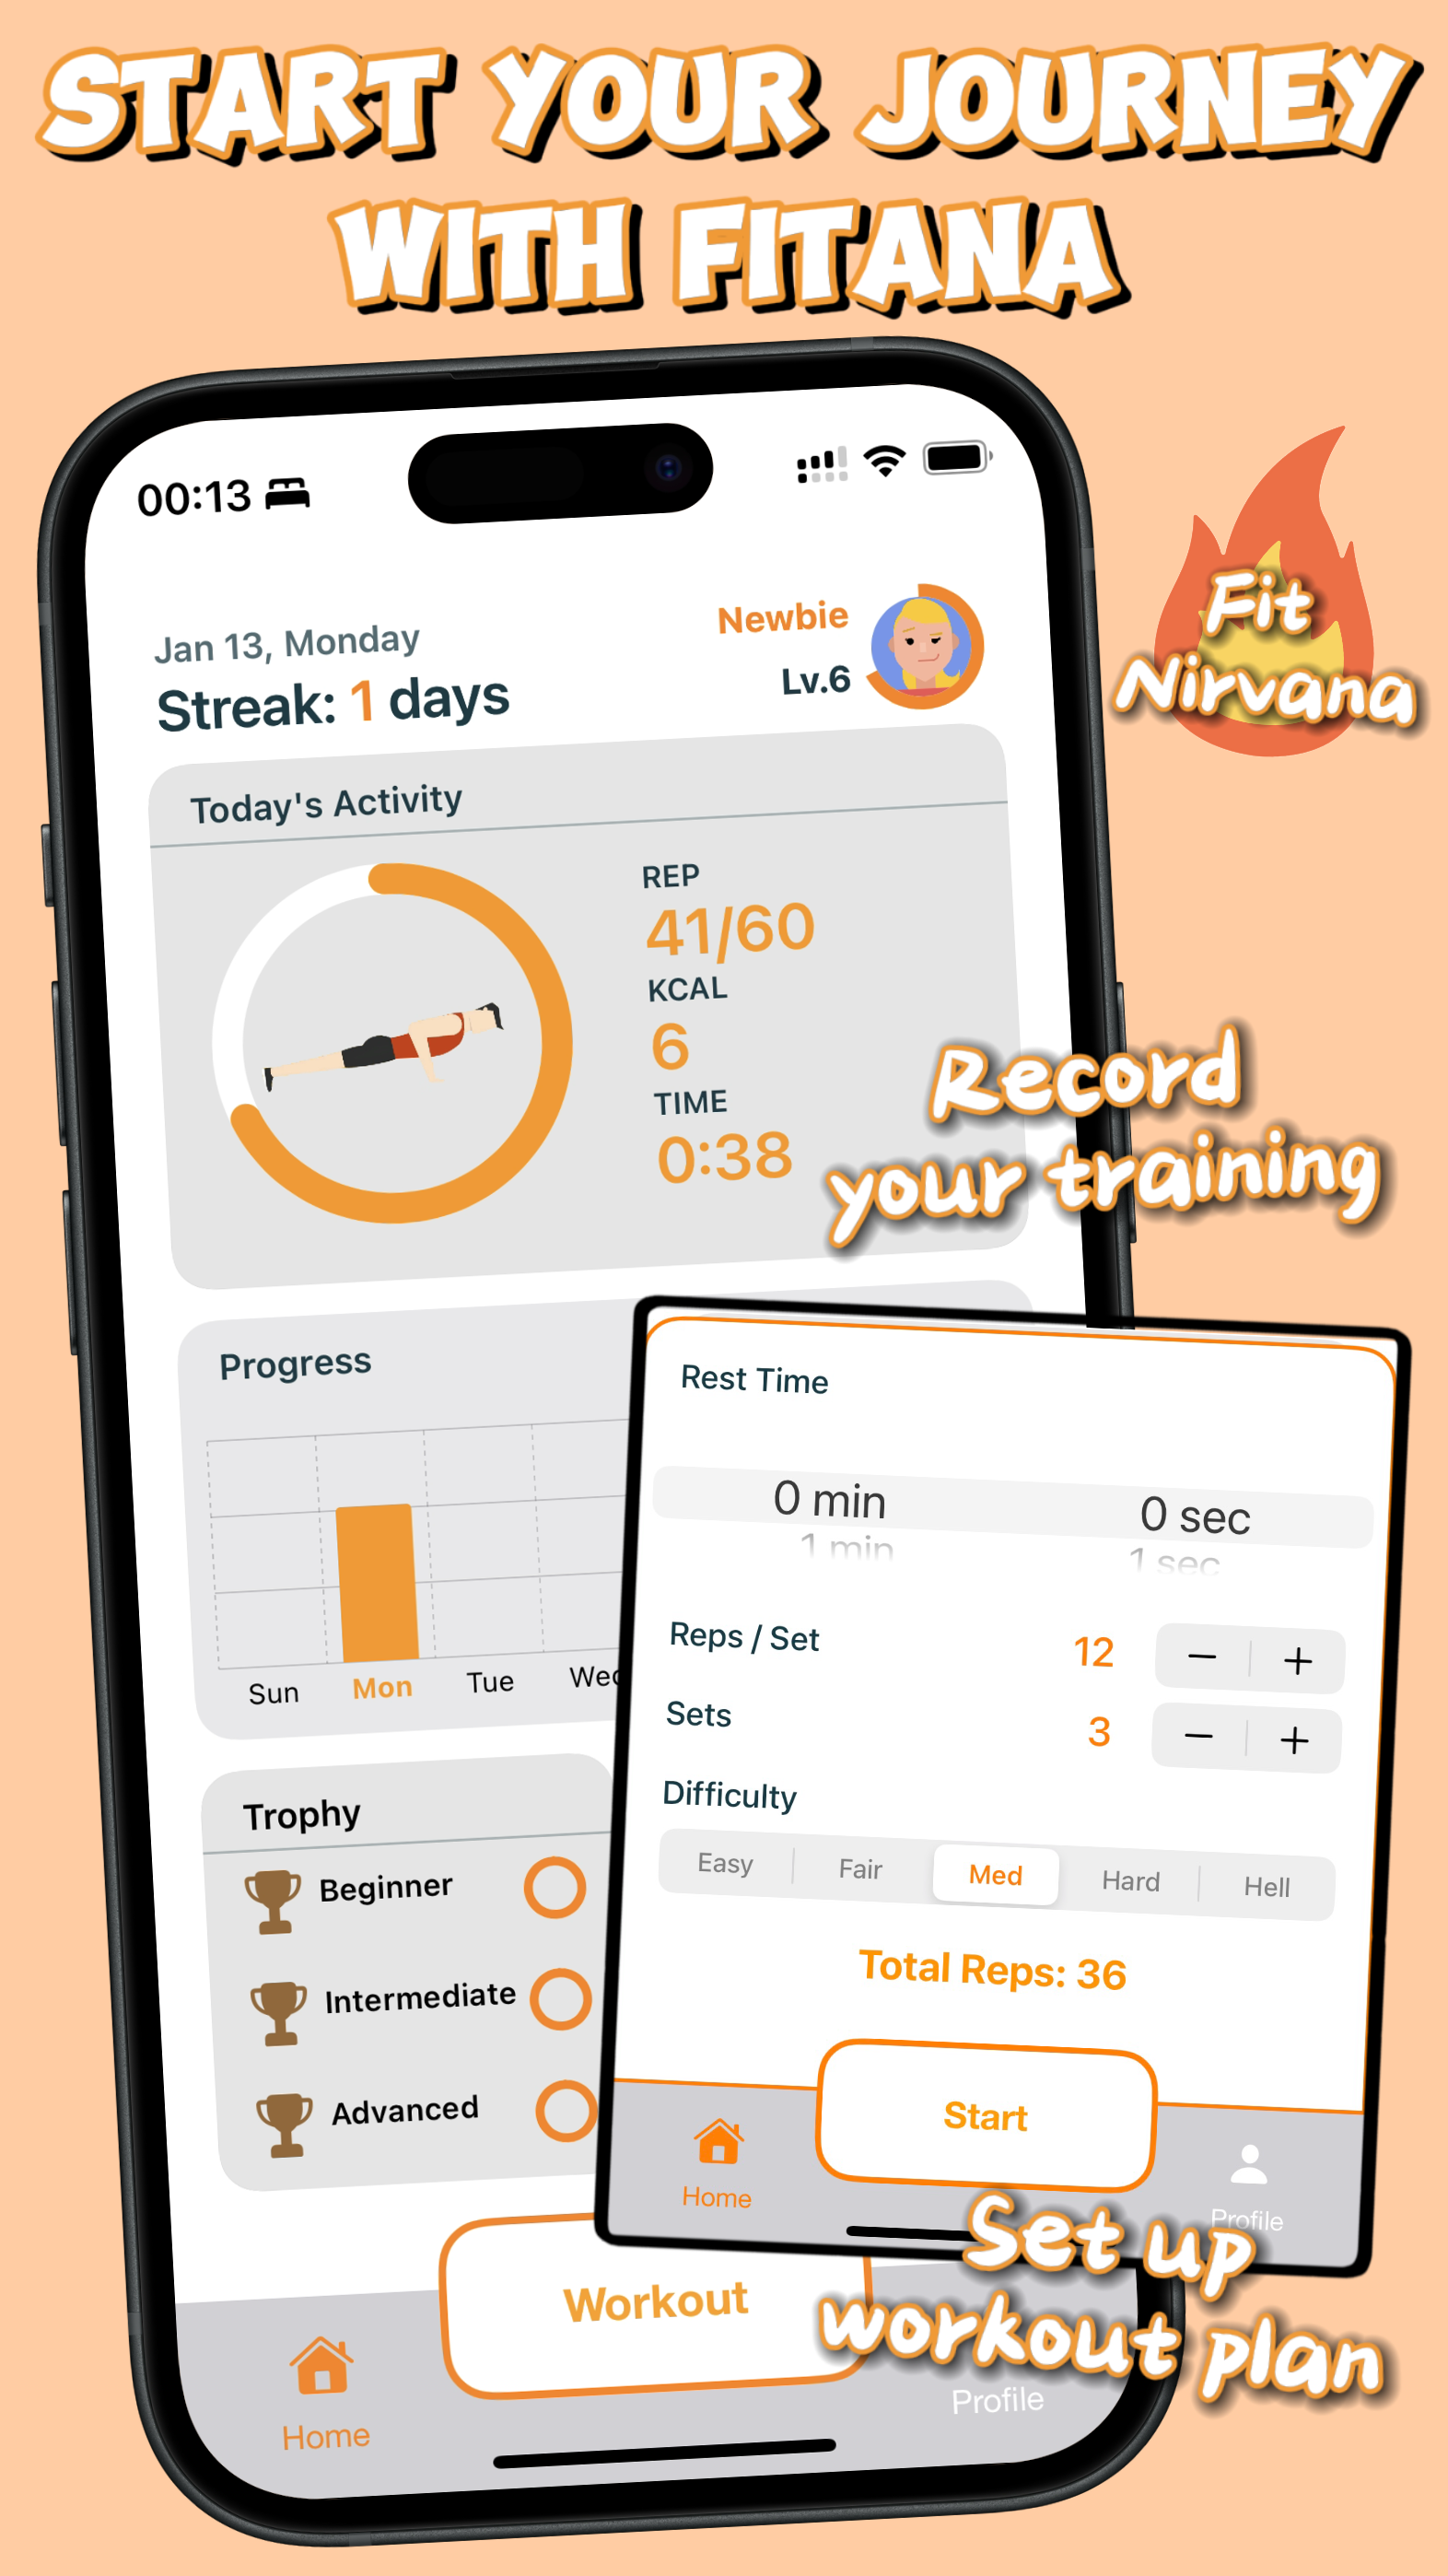 START YOUR JOURNEY
WITH FITANA
00:13
Jan 13, Monday
Streak: 1 days
Newbie
Lv.6
Fit
Nirvana
Today's Activity
REP
41/60
KCAL
6
TIME
0:38
Record
your training
Progress
Sun Mon Tue Wed
Trophy
Beginner
Intermediate
Advanced
Workout
Home
Profile
Rest Time
0 min 0 sec
1 min 1 sec
Reps / Set 12 − +
Sets 3 − +
Difficulty
Easy Fair Med Hard Hell
Total Reps: 36
Start
Home
Profile
Set up
workout plan